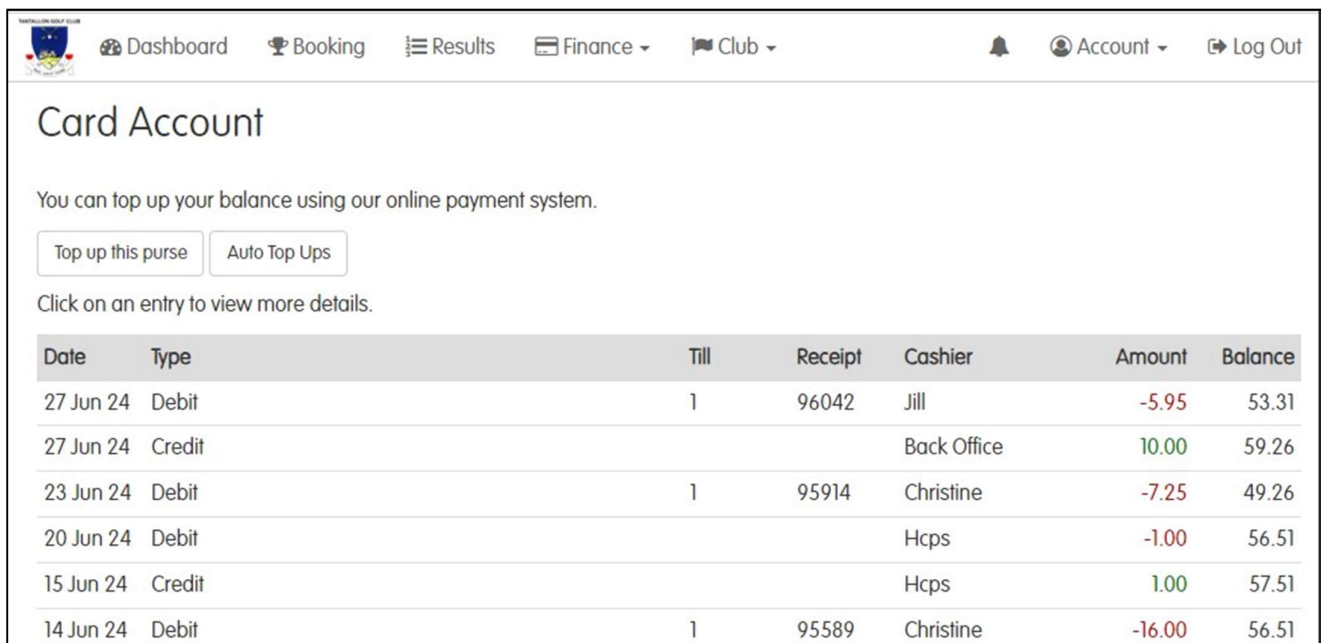 TANTALLON GOLF CLUB
Dashboard Booking Results Finance Club Account Log Out
Card Account
You can top up your balance using our online payment system.
Top up this purse Auto Top Ups
Click on an entry to view more details.
Date Type Till Receipt Cashier Amount Balance
27 Jun 24 Debit 1 96042 Jill -5.95 53.31
27 Jun 24 Credit Back Office 10.00 59.26
23 Jun 24 Debit 1 95914 Christine -7.25 49.26
20 Jun 24 Debit Hcps -1.00 56.51
15 Jun 24 Credit Hcps 1.00 57.51
14 Jun 24 Debit 1 95589 Christine -16.00 56.51